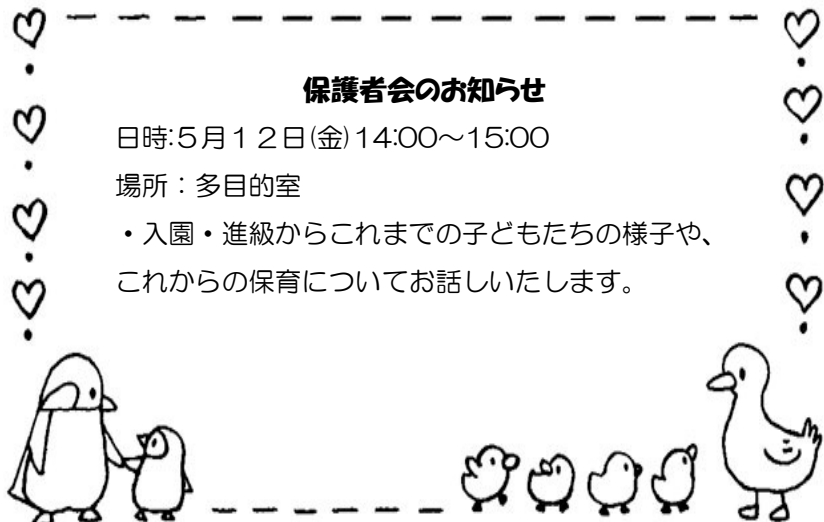 保護者会のお知らせ
日時:５月１２日(金)14:00～15:00
場所：多目的室
・入園・進級からこれまでの子どもたちの様子や、
これからの保育についてお話しいたします。